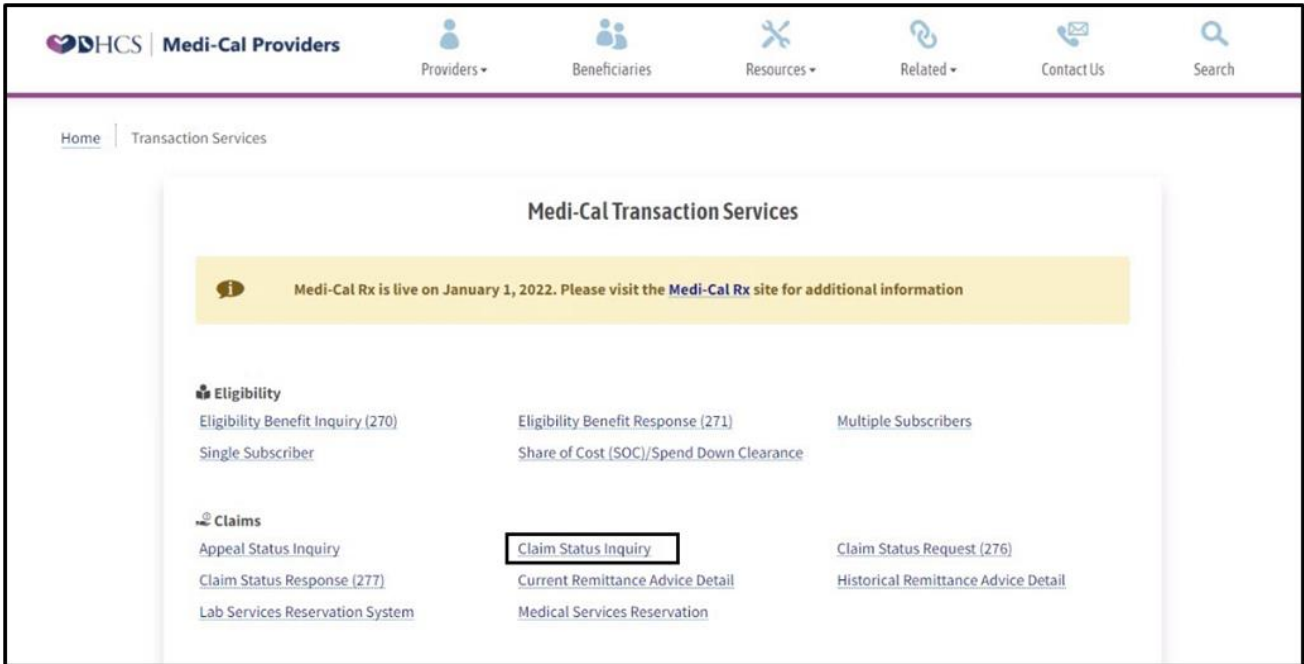 DHCS | Medi-Cal Providers
Providers Beneficiaries Resources Related Contact Us Search
Home | Transaction Services
Medi-Cal Transaction Services
Medi-Cal Rx is live on January 1, 2022. Please visit the Medi-Cal Rx site for additional information
Eligibility
Eligibility Benefit Inquiry (270) Eligibility Benefit Response (271) Multiple Subscribers
Single Subscriber Share of Cost (SOC)/Spend Down Clearance
Claims
Appeal Status Inquiry Claim Status Inquiry Claim Status Request (276)
Claim Status Response (277) Current Remittance Advice Detail Historical Remittance Advice Detail
Lab Services Reservation System Medical Services Reservation